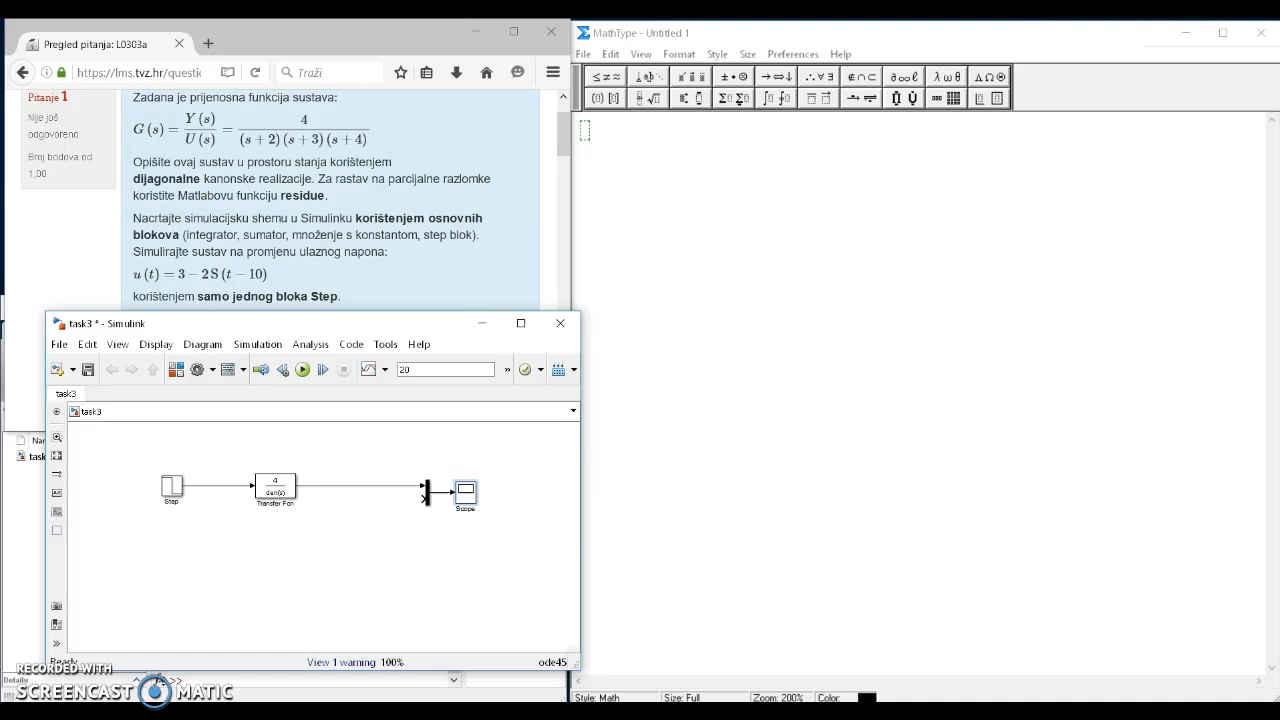 Pregled pitanja: L0303a
https://lms.tvz.hr/questic
Traži
Pitanje 1
Nije još
odgovoreno
Broj bodova od
1,00
Zadana je prijenosna funkcija sustava:
G (s) = Y (s) / U (s) = 4 / (s + 2) (s + 3) (s + 4)
Opišite ovaj sustav u prostoru stanja korištenjem
dijagonalne kanonske realizacije. Za rastav na parcijalne razlomke
koristite Matlabovu funkciju residue.
Nacrtajte simulacijsku shemu u Simulinku korištenjem osnovnih
blokova (integrator, sumator, množenje s konstantom, step blok).
Simulirajte sustav na promjenu ulaznog napona:
u (t) = 3 − 2 S (t − 10)
korištenjem samo jednog bloka Step.
task3 * - Simulink
File Edit View Display Diagram Simulation Analysis Code Tools Help
20
task3
task3
Nar
task
4
den(s)
Step
Transfer Fcn
Scope
Ready
View 1 warning 100%
ode45
Details
fx >>
RECORDED WITH
SCREENCAST MATIC
MathType - Untitled 1
File Edit View Format Style Size Preferences Help
Style: Math
Size: Full
Zoom: 200%
Color: